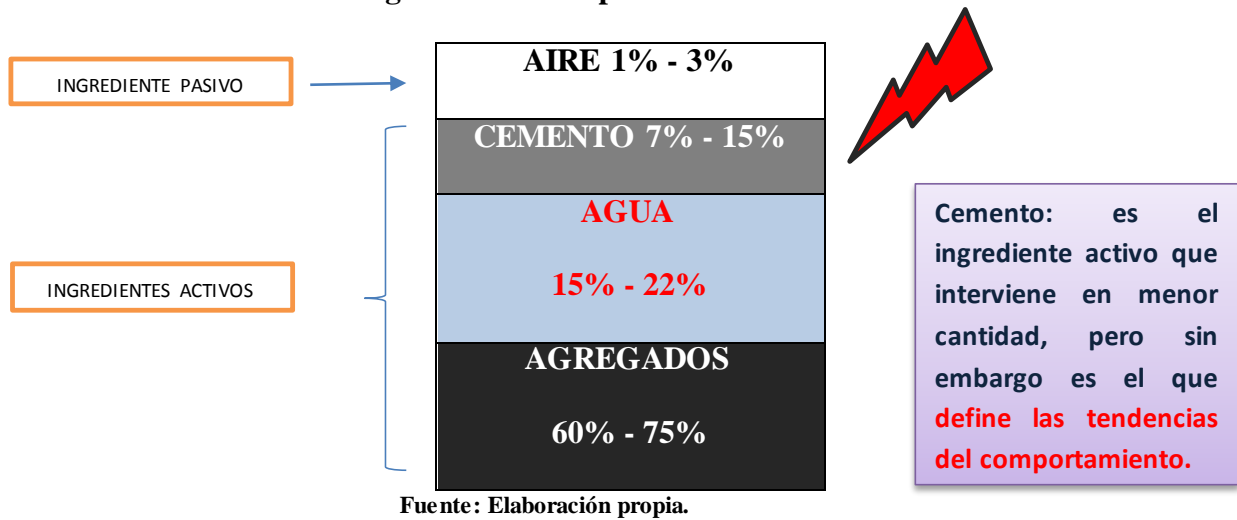 INGREDIENTE PASIVO
AIRE 1% - 3%
CEMENTO 7% - 15%
AGUA
15% - 22%
INGREDIENTES ACTIVOS
AGREGADOS
60% - 75%
Cemento: es el
ingrediente activo que
interviene en menor
cantidad, pero sin
embargo es el que
define las tendencias
del comportamiento.
Fuente: Elaboración propia.